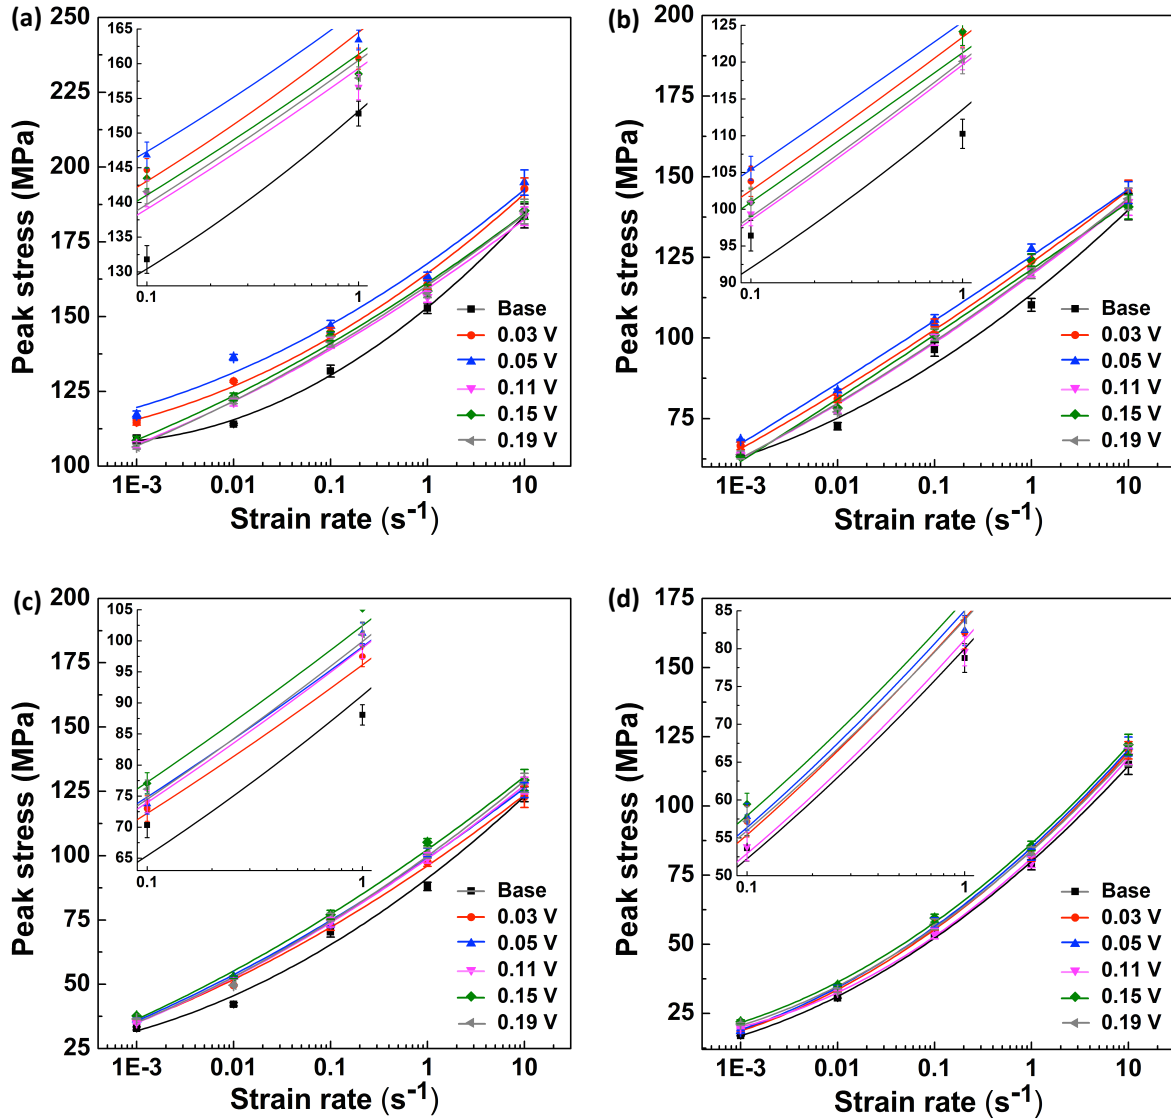 (a)
250
225
200
175
150
125
100
Peak stress (MPa)
165
160
155
150
145
140
135
130
0.1
1
Base
0.03 V
0.05 V
0.11 V
0.15 V
0.19 V
1E-3 0.01 0.1 1 10
Strain rate (s-1)
(b)
200
175
150
125
100
75
Peak stress (MPa)
125
120
115
110
105
100
95
90
0.1
1
Base
0.03 V
0.05 V
0.11 V
0.15 V
0.19 V
1E-3 0.01 0.1 1 10
Strain rate (s-1)
(c)
200
175
150
125
100
75
50
25
Peak stress (MPa)
105
100
95
90
85
80
75
70
65
0.1
1
Base
0.03 V
0.05 V
0.11 V
0.15 V
0.19 V
1E-3 0.01 0.1 1 10
Strain rate (s-1)
(d)
175
150
125
100
75
50
25
Peak stress (MPa)
85
80
75
70
65
60
55
50
0.1
1
Base
0.03 V
0.05 V
0.11 V
0.15 V
0.19 V
1E-3 0.01 0.1 1 10
Strain rate (s-1)